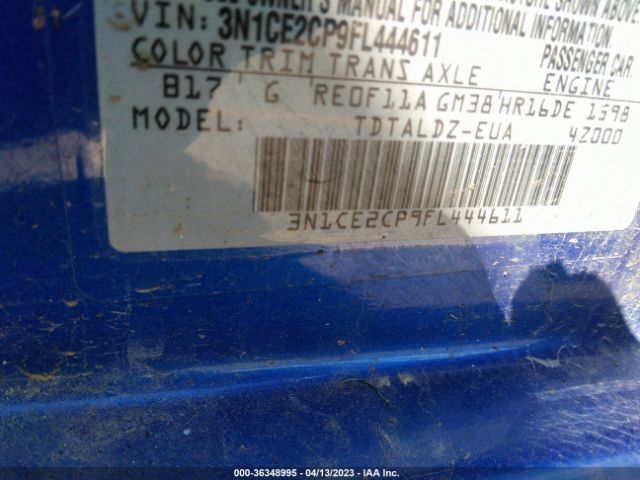 OWNER'S MANUAL FOR ADDITIONAL INFORMATION.
VIN: 3N1CE2CP9FL444611 PASSENGER CAR
COLOR TRIM TRANS AXLE ENGINE
B17 G RE0F11A GM38 HR16DE 1598
MODEL: TDTALDZ-EUA 4Z000
3N1CE2CP9FL444611
000-36348995 - 04/13/2023 - IAA Inc.